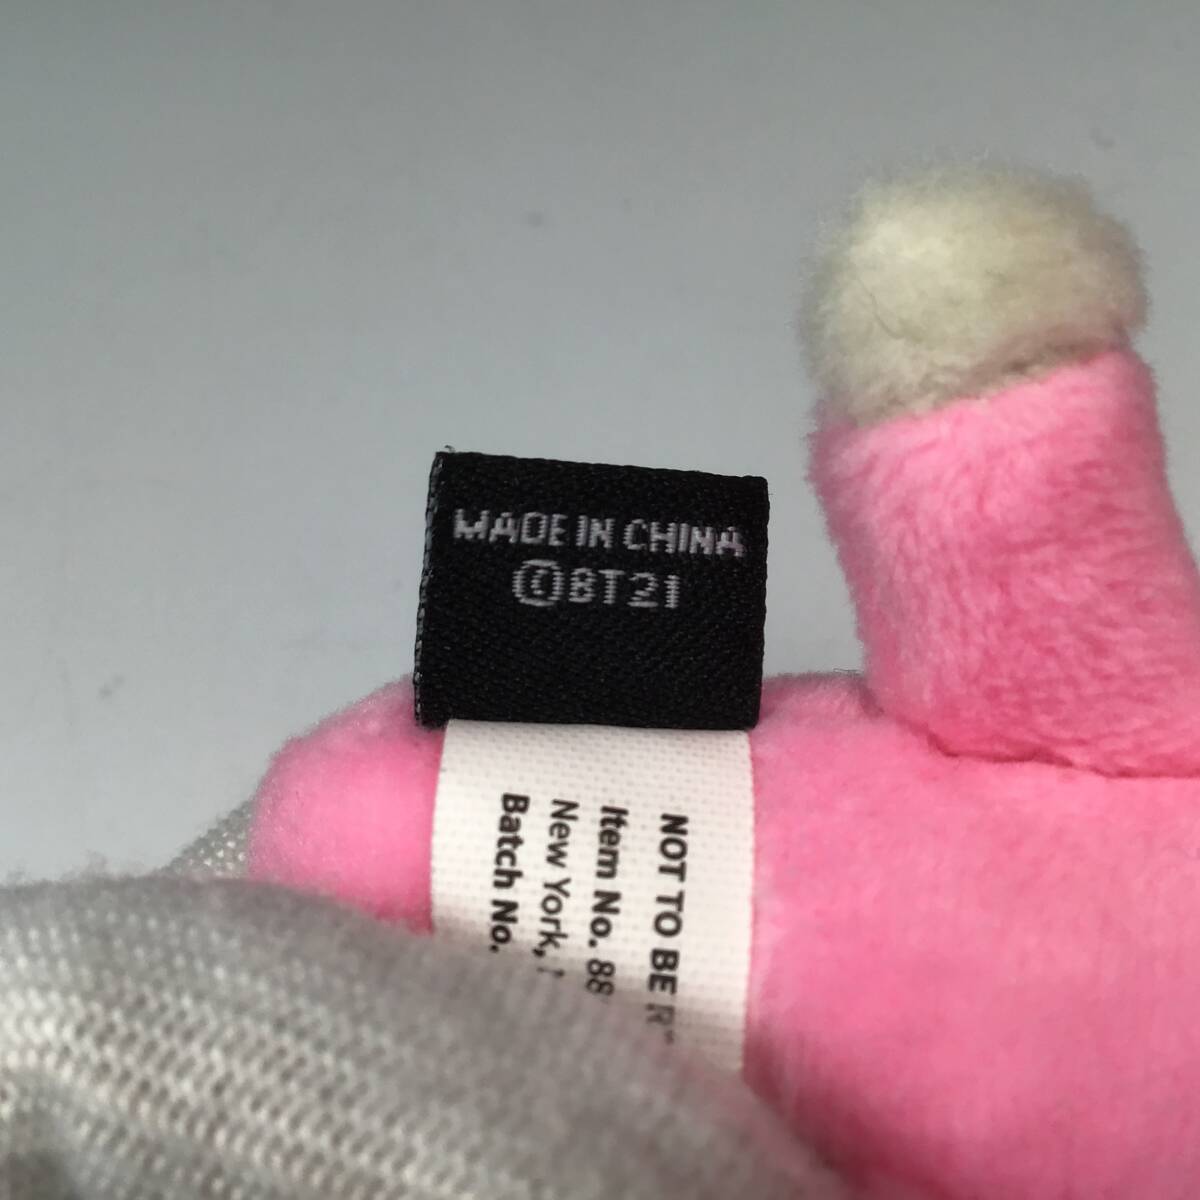 MADE IN CHINA
©BT21
NOT TO BE
Item No. 88
New York,
Batch No.